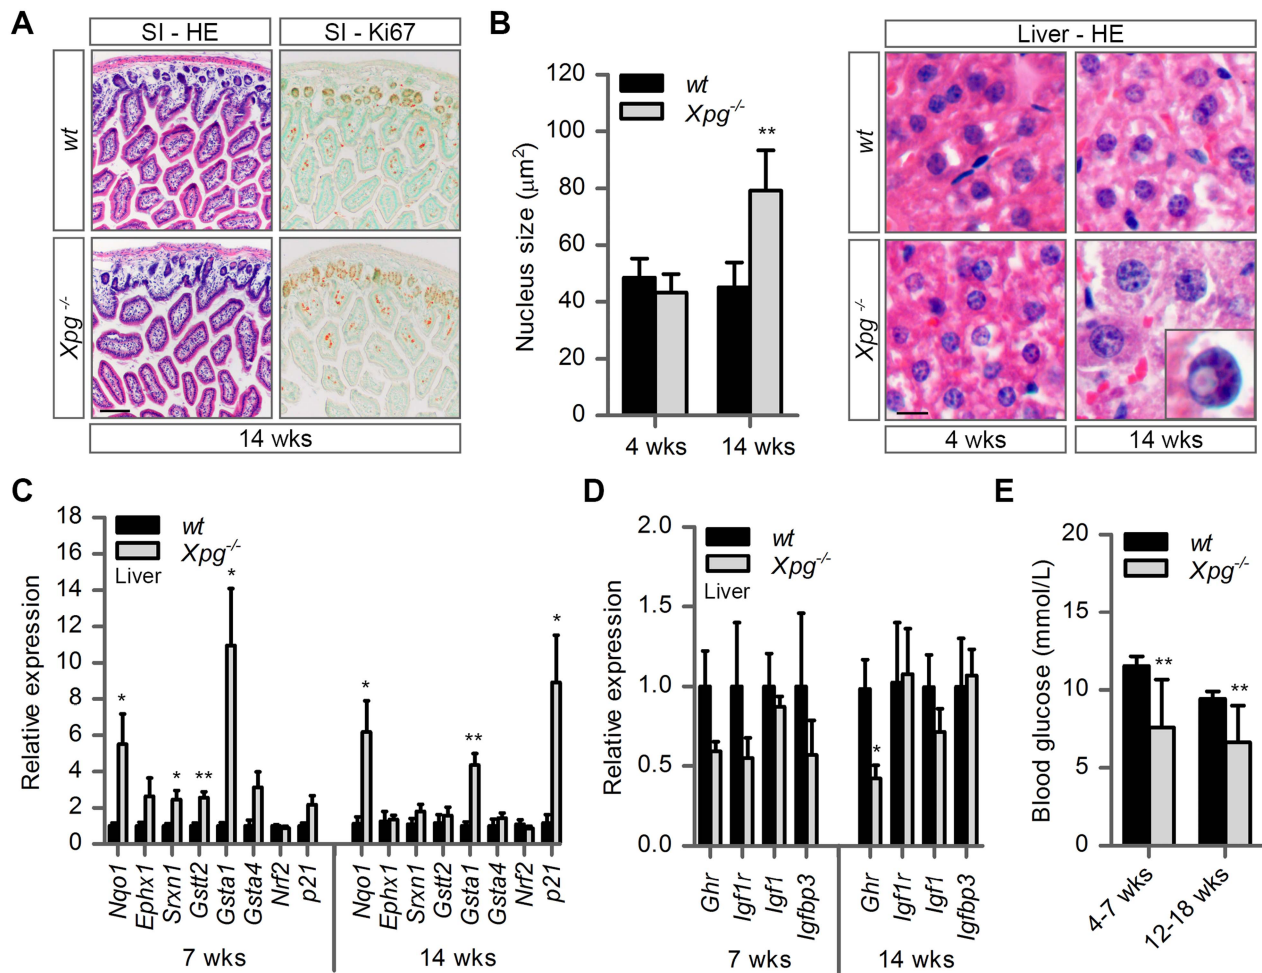 A
SI - HE
SI - Ki67
wt
Xpg -/-
14 wks
B
Nucleus size (μm²)
120
100
80
60
40
20
0
wt
Xpg-/-
**
4 wks
14 wks
Liver - HE
wt
Xpg -/-
4 wks
14 wks
C
Relative expression
18
16
14
12
10
8
6
4
2
0
wt
Xpg-/-
Liver
*
*
**
*
*
**
*
Nqo1
Ephx1
Srxn1
Gstt2
Gsta1
Gsta4
Nrf2
p21
Nqo1
Ephx1
Srxn1
Gstt2
Gsta1
Gsta4
Nrf2
p21
7 wks
14 wks
D
Relative expression
2.0
1.5
1.0
0.5
0.0
wt
Xpg-/-
Liver
*
Ghr
Igf1r
Igf1
Igfbp3
Ghr
Igf1r
Igf1
Igfbp3
7 wks
14 wks
E
Blood glucose (mmol/L)
20
15
10
5
0
wt
Xpg-/-
**
**
4-7 wks
12-18 wks